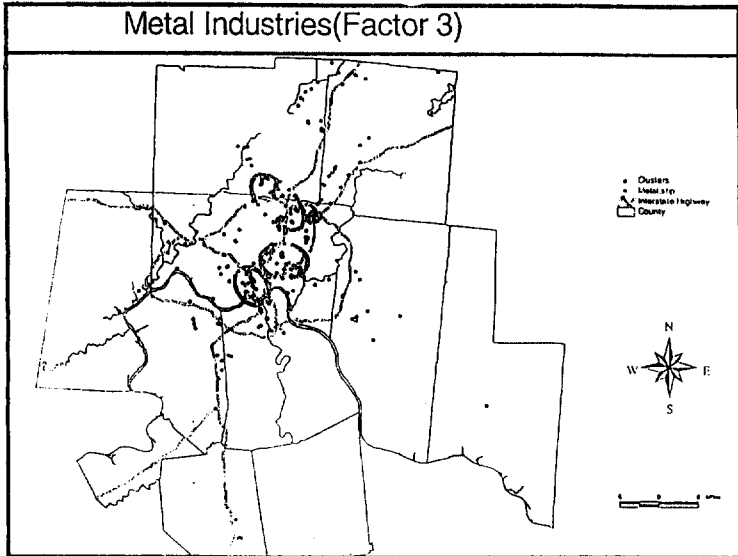 Metal Industries(Factor 3)
Clusters
Interstate Highway
County
N
W E
S